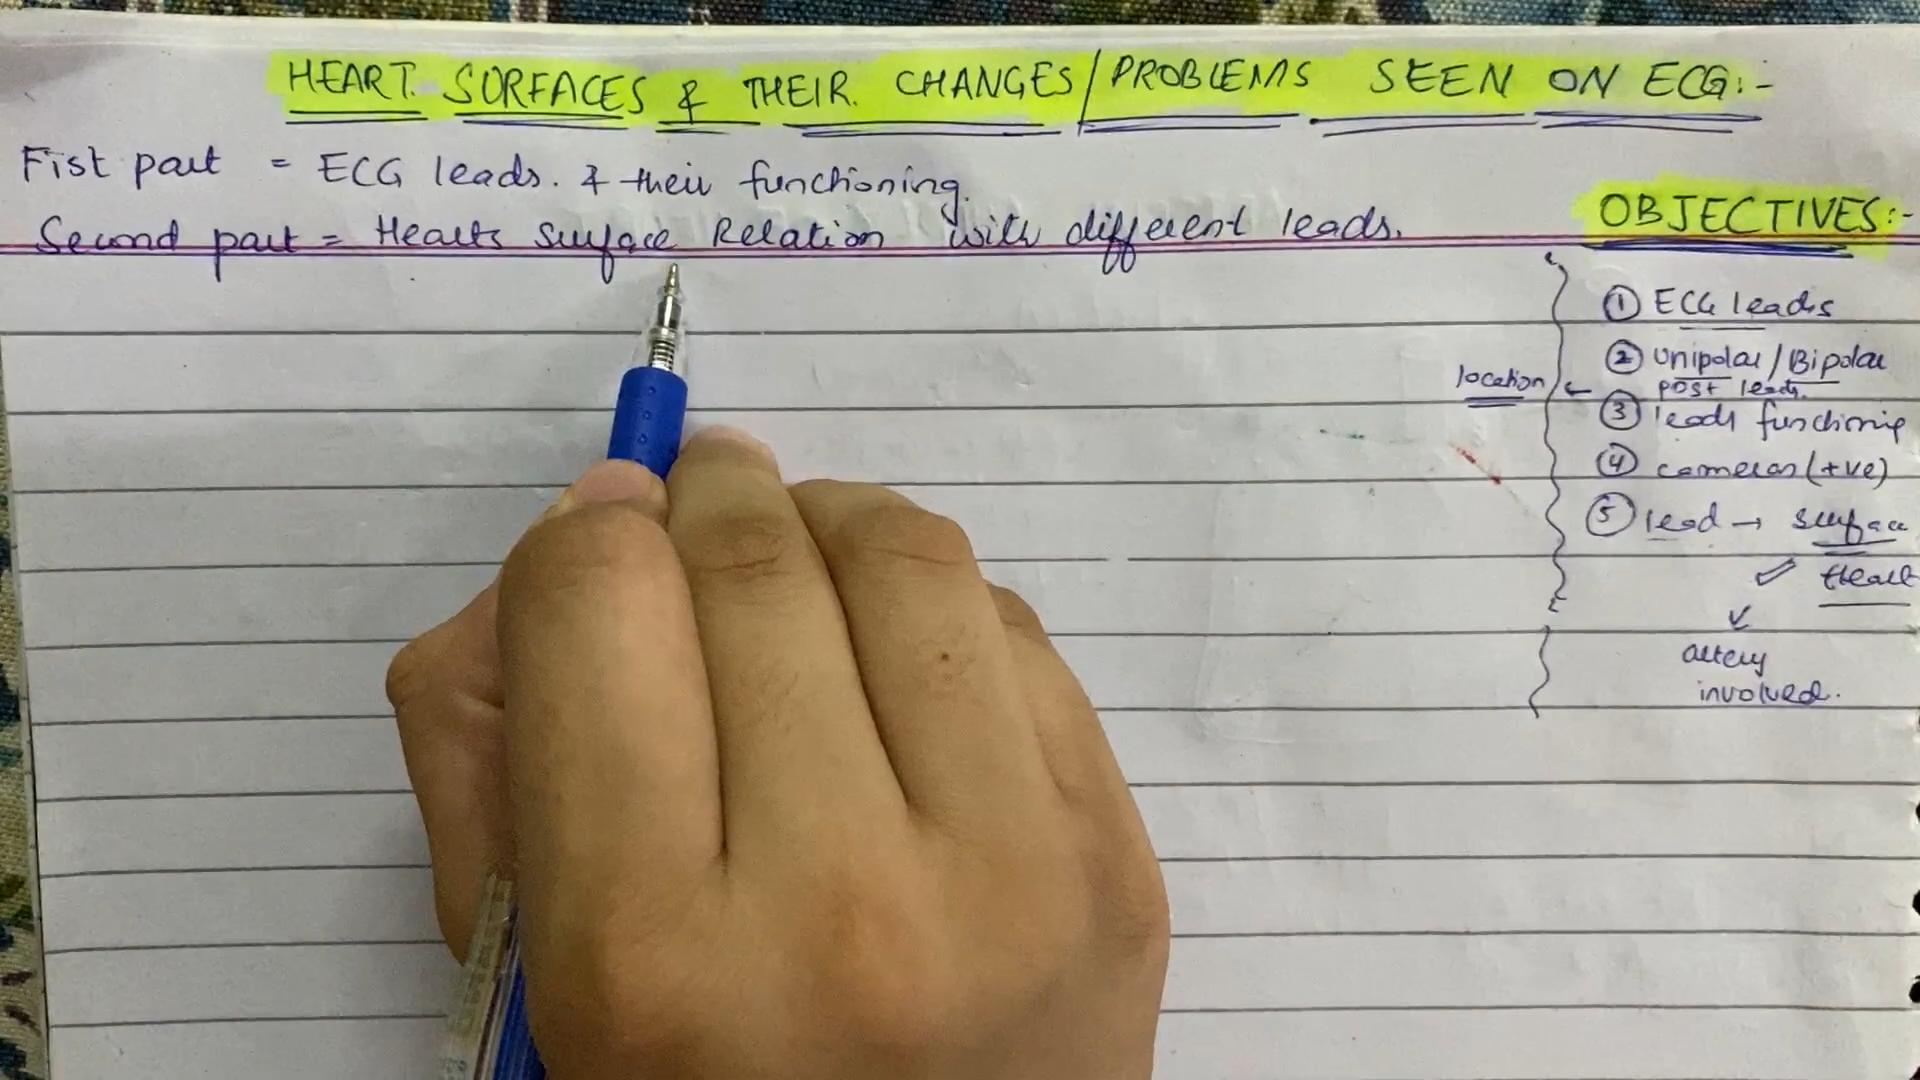 HEART SURFACES & THEIR CHANGES/PROBLEMS SEEN ON ECG:-
Fist part = ECG leads. & their functioning.
Second part = Hearts Surface Relation with different leads.
OBJECTIVES:-
① ECG leads
② Unipolar/Bipolar
location ← post leads.
③ leads functioning
④ cameras (+ve)
⑤ lead → surface
Heart
artery
involved.